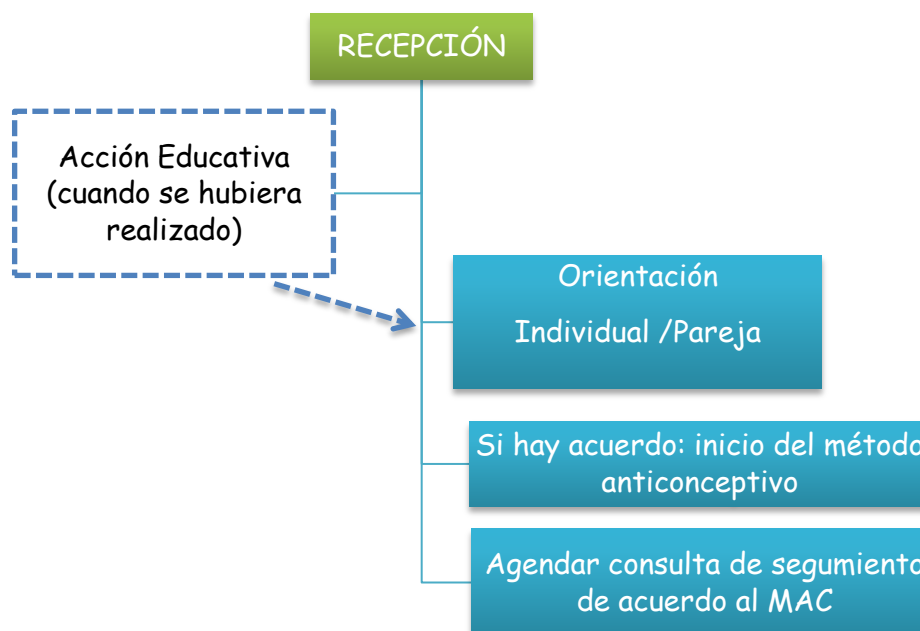 RECEPCIÓN
Acción Educativa
(cuando se hubiera
realizado)
Orientación
Individual /Pareja
Si hay acuerdo: inicio del método
anticonceptivo
Agendar consulta de segumiento
de acuerdo al MAC